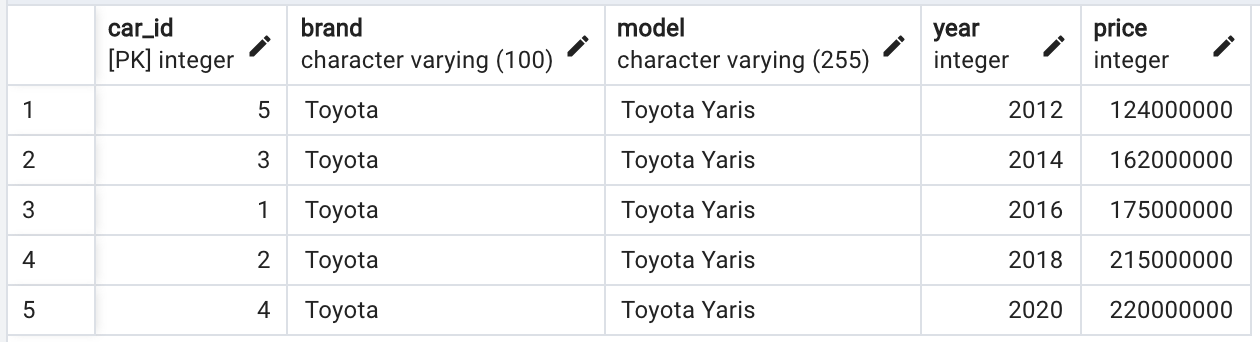 car_id brand model year price
[PK] integer character varying (100) character varying (255) integer integer
1 5 Toyota Toyota Yaris 2012 124000000
2 3 Toyota Toyota Yaris 2014 162000000
3 1 Toyota Toyota Yaris 2016 175000000
4 2 Toyota Toyota Yaris 2018 215000000
5 4 Toyota Toyota Yaris 2020 220000000